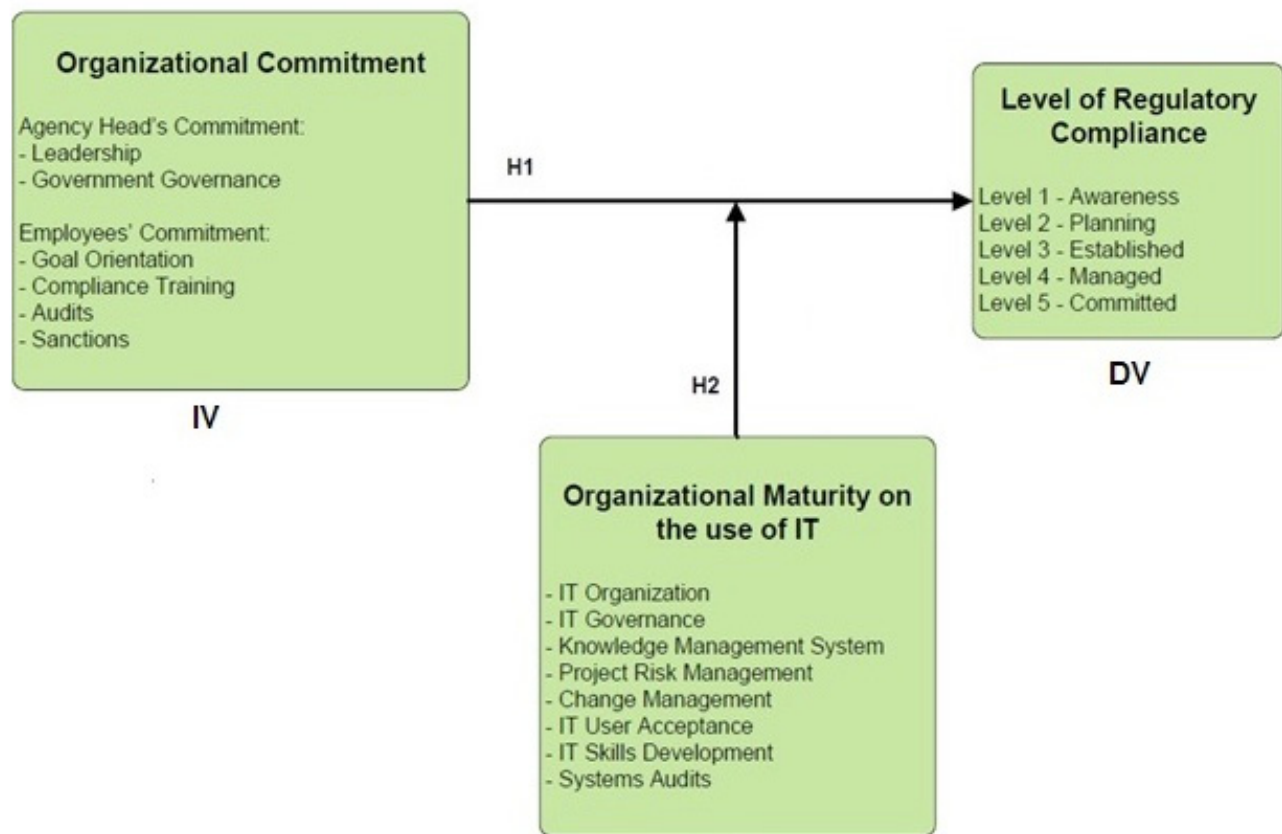 Organizational Commitment
Agency Head's Commitment:
- Leadership
- Government Governance
Employees' Commitment:
- Goal Orientation
- Compliance Training
- Audits
- Sanctions
IV
H1
Level of Regulatory
Compliance
Level 1 - Awareness
Level 2 - Planning
Level 3 - Established
Level 4 - Managed
Level 5 - Committed
DV
H2
Organizational Maturity on
the use of IT
- IT Organization
- IT Governance
- Knowledge Management System
- Project Risk Management
- Change Management
- IT User Acceptance
- IT Skills Development
- Systems Audits